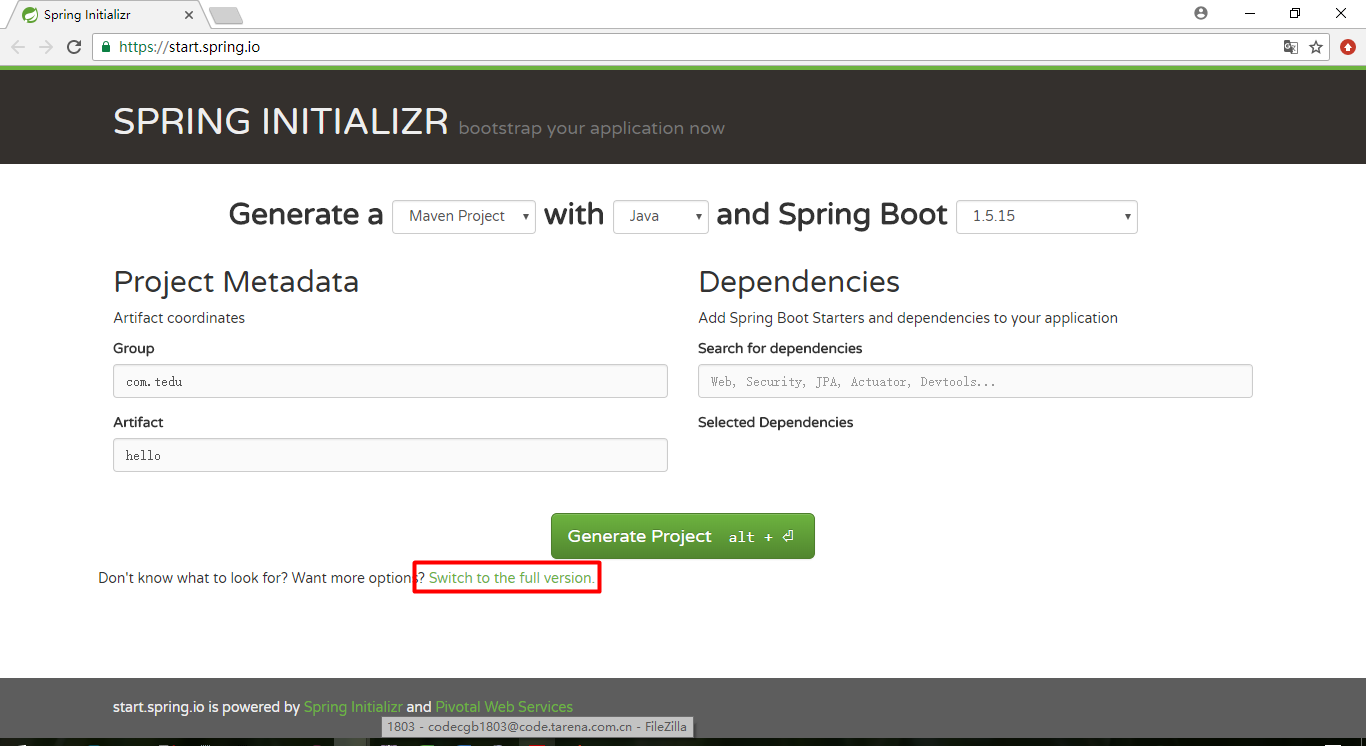 Spring Initializr
https://start.spring.io
SPRING INITIALIZR bootstrap your application now
Generate a Maven Project with Java and Spring Boot 1.5.15
Project Metadata
Artifact coordinates
Group
com.tedu
Artifact
hello
Dependencies
Add Spring Boot Starters and dependencies to your application
Search for dependencies
Web, Security, JPA, Actuator, Devtools...
Selected Dependencies
Generate Project alt + ⏎
Don't know what to look for? Want more options? Switch to the full version.
start.spring.io is powered by Spring Initializr and Pivotal Web Services
1803 - codecgb1803@code.tarena.com.cn - FileZilla